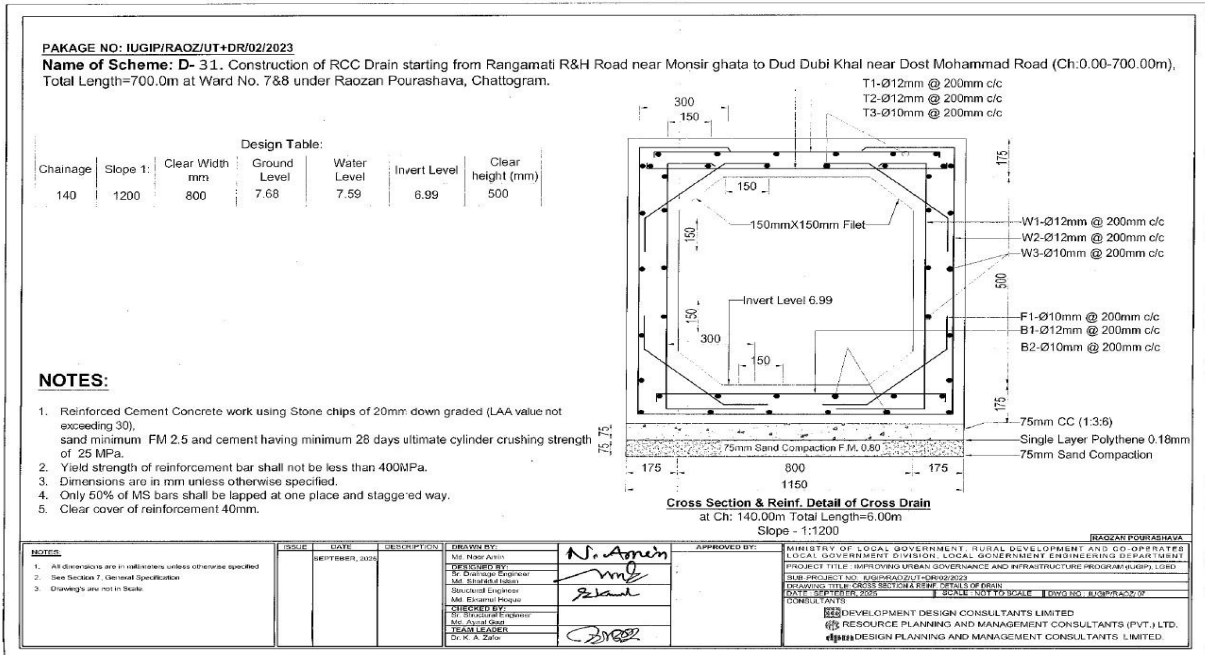 PAKAGE NO: IUGIP/RAOZ/UT+DR/02/2023
Name of Scheme: D- 31. Construction of RCC Drain starting from Rangamati R&H Road near Monsir ghata to Dud Dubi Khal near Dost Mohammad Road (Ch:0.00-700.00m),
Total Length=700.0m at Ward No. 7&8 under Raozan Pourashava, Chattogram.
Design Table:
Chainage Slope 1: Clear Width mm Ground Level Water Level Invert Level Clear height (mm)
140 1200 800 7.68 7.59 6.99 500
T1-Ø12mm @ 200mm c/c
T2-Ø12mm @ 200mm c/c
T3-Ø10mm @ 200mm c/c
300
150
175
150
150mmX150mm Filet
150
W1-Ø12mm @ 200mm c/c
W2-Ø12mm @ 200mm c/c
W3-Ø10mm @ 200mm c/c
500
Invert Level 6.99
150
300
150
F1-Ø10mm @ 200mm c/c
B1-Ø12mm @ 200mm c/c
B2-Ø10mm @ 200mm c/c
175
75mm CC (1:3:6)
Single Layer Polythene 0.18mm
75mm Sand Compaction
75 75
75mm Sand Compaction F.M. 0.80
175 800 175
1150
Cross Section & Reinf. Detail of Cross Drain
at Ch: 140.00m Total Length=6.00m
Slope - 1:1200
NOTES:
1. Reinforced Cement Concrete work using Stone chips of 20mm down graded (LAA value not
exceeding 30),
sand minimum FM 2.5 and cement having minimum 28 days ultimate cylinder crushing strength
of 25 MPa.
2. Yield strength of reinforcement bar shall not be less than 400MPa.
3. Dimensions are in mm unless otherwise specified.
4. Only 50% of MS bars shall be lapped at one place and staggered way.
5. Clear cover of reinforcement 40mm.
RAOZAN POURASHAVA
NOTES:
1. All dimensions are in millimeters unless otherwise specified
2. See Section 7, General Specification
3. Drawing's are not in Scale.
ISSUE DATE DESCRIPTION
SEPTEBER, 2025
DRAWN BY:
Md. Noor Amin
N. Amin
DESIGNED BY:
Sr. Drainage Engineer
Md. Shahidul Islam
Structural Engineer
Md. Ekramul Hoque
CHECKED BY:
Sr. Structural Engineer
Md. Aynal Gazi
TEAM LEADER
Dr. K. A. Zafor
APPROVED BY:
MINISTRY OF LOCAL GOVERNMENT, RURAL DEVELOPMENT AND CO-OPERATES
LOCAL GOVERNMENT DIVISION, LOCAL GONERNMENT ENGINEERING DEPARTMENT
PROJECT TITLE : IMPROVING URBAN GOVERNANCE AND INFRASTRUCTURE PROGRAM(IUGIP), LGED
SUB-PROJECT NO: IUGIP/RAOZ/UT+DR/02/2023
DRAWING TITLE:CROSS SECTION & REINF. DETAILS OF DRAIN
DATE : SEPTEBER, 2025 SCALE : NOT TO SCALE DWG NO : IUGIP/RAOZ/07
CONSULTANTS
DEVELOPMENT DESIGN CONSULTANTS LIMITED
RESOURCE PLANNING AND MANAGEMENT CONSULTANTS (PVT.) LTD.
dpm DESIGN PLANNING AND MANAGEMENT CONSULTANTS LIMITED.